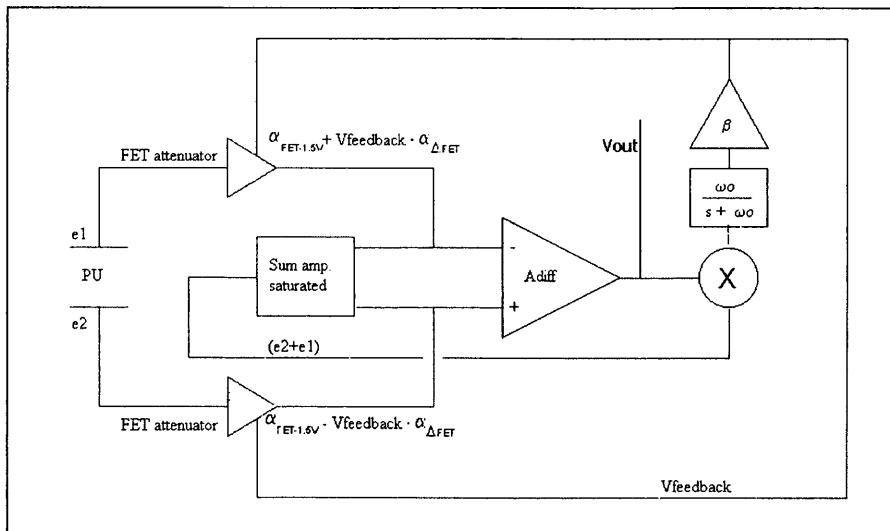 β
α FET-1.5V + Vfeedback · α ΔFET
FET attenuator
Vout
ωo
s + ωo
e1
PU
e2
Sum amp.
saturated
-
Adiff
+
X
(e2+e1)
FET attenuator
α FET-1.5V - Vfeedback · α ΔFET
Vfeedback